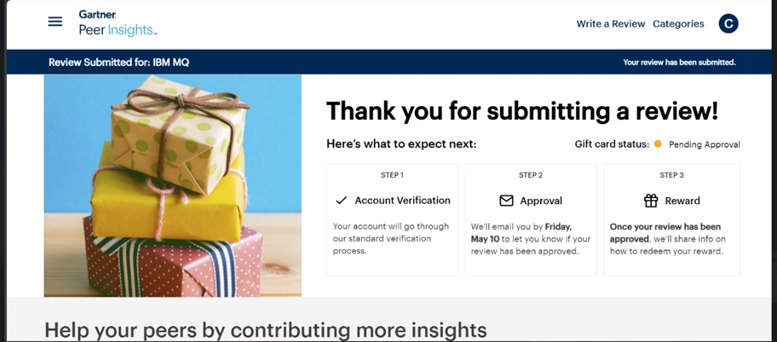 Gartner
Peer Insights™
Write a Review Categories C
Review Submitted for: IBM MQ
Your review has been submitted.
Thank you for submitting a review!
Here's what to expect next:
Gift card status: Pending Approval
STEP 1
Account Verification
Your account will go through
our standard verification
process.
STEP 2
Approval
We'll email you by Friday,
May 10 to let you know if your
review has been approved.
STEP 3
Reward
Once your review has been
approved, we'll share info on
how to redeem your reward.
Help your peers by contributing more insights